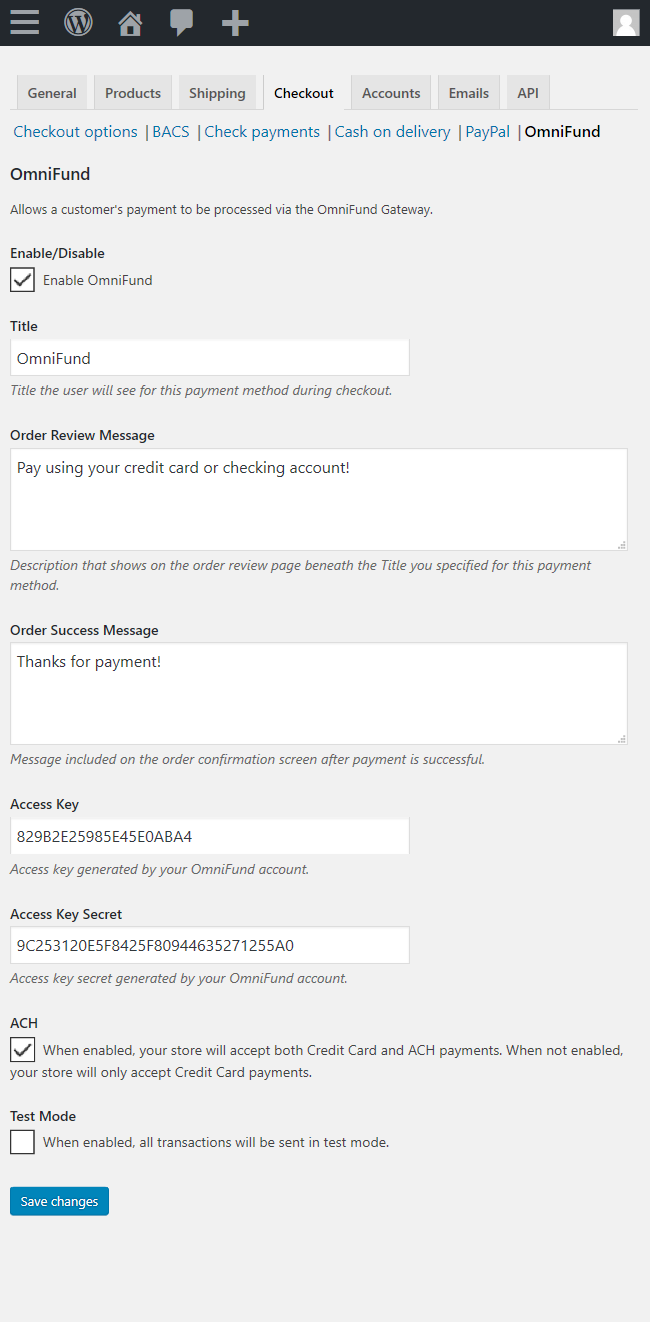 General Products Shipping Checkout Accounts Emails API
Checkout options | BACS | Check payments | Cash on delivery | PayPal | OmniFund
OmniFund
Allows a customer's payment to be processed via the OmniFund Gateway.
Enable/Disable
Enable OmniFund
Title
OmniFund
Title the user will see for this payment method during checkout.
Order Review Message
Pay using your credit card or checking account!
Description that shows on the order review page beneath the Title you specified for this payment
method.
Order Success Message
Thanks for payment!
Message included on the order confirmation screen after payment is successful.
Access Key
829B2E25985E45E0ABA4
Access key generated by your OmniFund account.
Access Key Secret
9C253120E5F8425F80944635271255A0
Access key secret generated by your OmniFund account.
ACH
When enabled, your store will accept both Credit Card and ACH payments. When not enabled,
your store will only accept Credit Card payments.
Test Mode
When enabled, all transactions will be sent in test mode.
Save changes